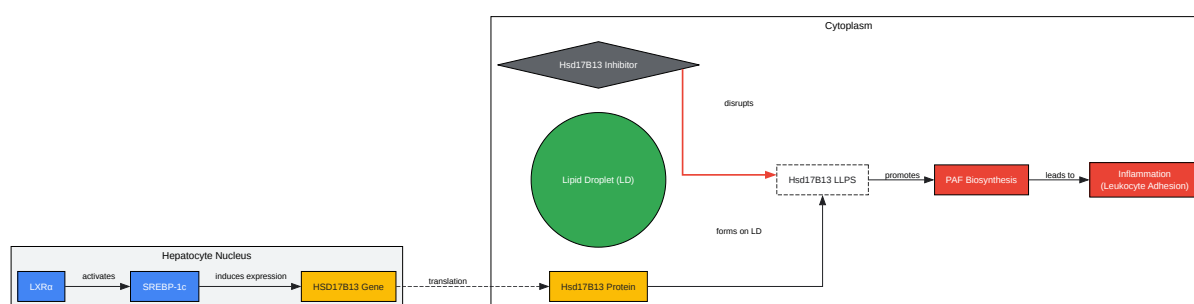 Cytoplasm
Hsd17B13 Inhibitor
disrupts
Lipid Droplet (LD)
Hsd17B13 LLPS
promotes
PAF Biosynthesis
leads to
Inflammation
(Leukocyte Adhesion)
forms on LD
Hepatocyte Nucleus
LXRα
activates
SREBP-1c
induces expression
HSD17B13 Gene
translation
Hsd17B13 Protein